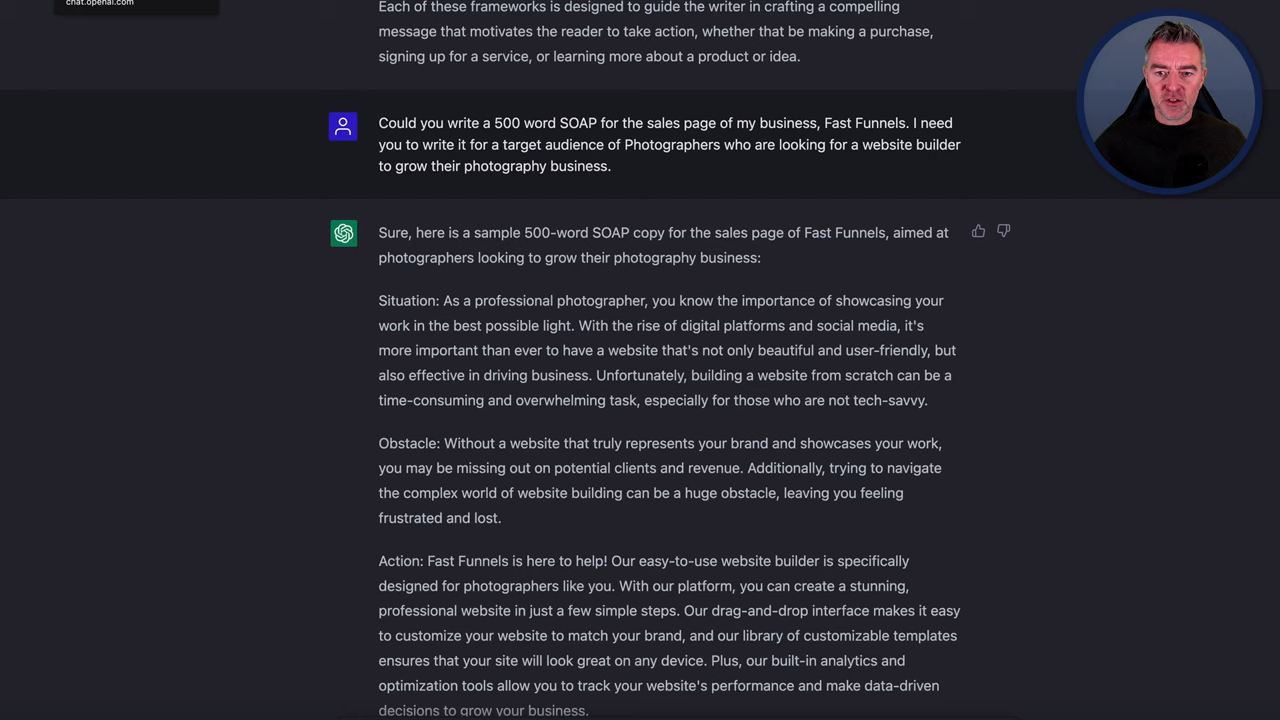 chat.openai.com
Each of these frameworks is designed to guide the writer in crafting a compelling
message that motivates the reader to take action, whether that be making a purchase,
signing up for a service, or learning more about a product or idea.
Could you write a 500 word SOAP for the sales page of my business, Fast Funnels. I need
you to write it for a target audience of Photographers who are looking for a website builder
to grow their photography business.
Sure, here is a sample 500-word SOAP copy for the sales page of Fast Funnels, aimed at
photographers looking to grow their photography business:
Situation: As a professional photographer, you know the importance of showcasing your
work in the best possible light. With the rise of digital platforms and social media, it's
more important than ever to have a website that's not only beautiful and user-friendly, but
also effective in driving business. Unfortunately, building a website from scratch can be a
time-consuming and overwhelming task, especially for those who are not tech-savvy.
Obstacle: Without a website that truly represents your brand and showcases your work,
you may be missing out on potential clients and revenue. Additionally, trying to navigate
the complex world of website building can be a huge obstacle, leaving you feeling
frustrated and lost.
Action: Fast Funnels is here to help! Our easy-to-use website builder is specifically
designed for photographers like you. With our platform, you can create a stunning,
professional website in just a few simple steps. Our drag-and-drop interface makes it easy
to customize your website to match your brand, and our library of customizable templates
ensures that your site will look great on any device. Plus, our built-in analytics and
optimization tools allow you to track your website's performance and make data-driven
decisions to grow your business.